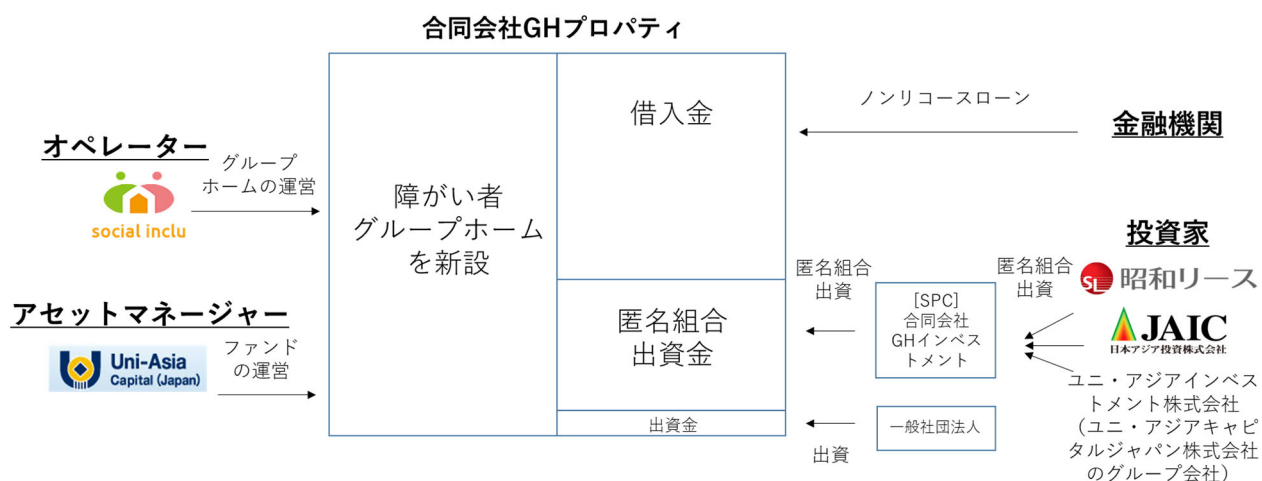 合同会社GHプロパティ
オペレーター
social inclu
グループ
ホームの運営
アセットマネージャー
Uni-Asia
Capital (Japan)
ファンド
の運営
障がい者
グループホーム
を新設
借入金
匿名組合
出資金
出資金
ノンリコースローン
金融機関
投資家
匿名組合
出資
[SPC]
合同会社
GHインベス
トメント
匿名組合
出資
SL 昭和リース
JAIC
日本アジア投資株式会社
ユニ・アジアインベス
トメント株式会社
（ユニ・アジアキャピ
タルジャパン株式会社
のグループ会社）
出資
一般社団法人